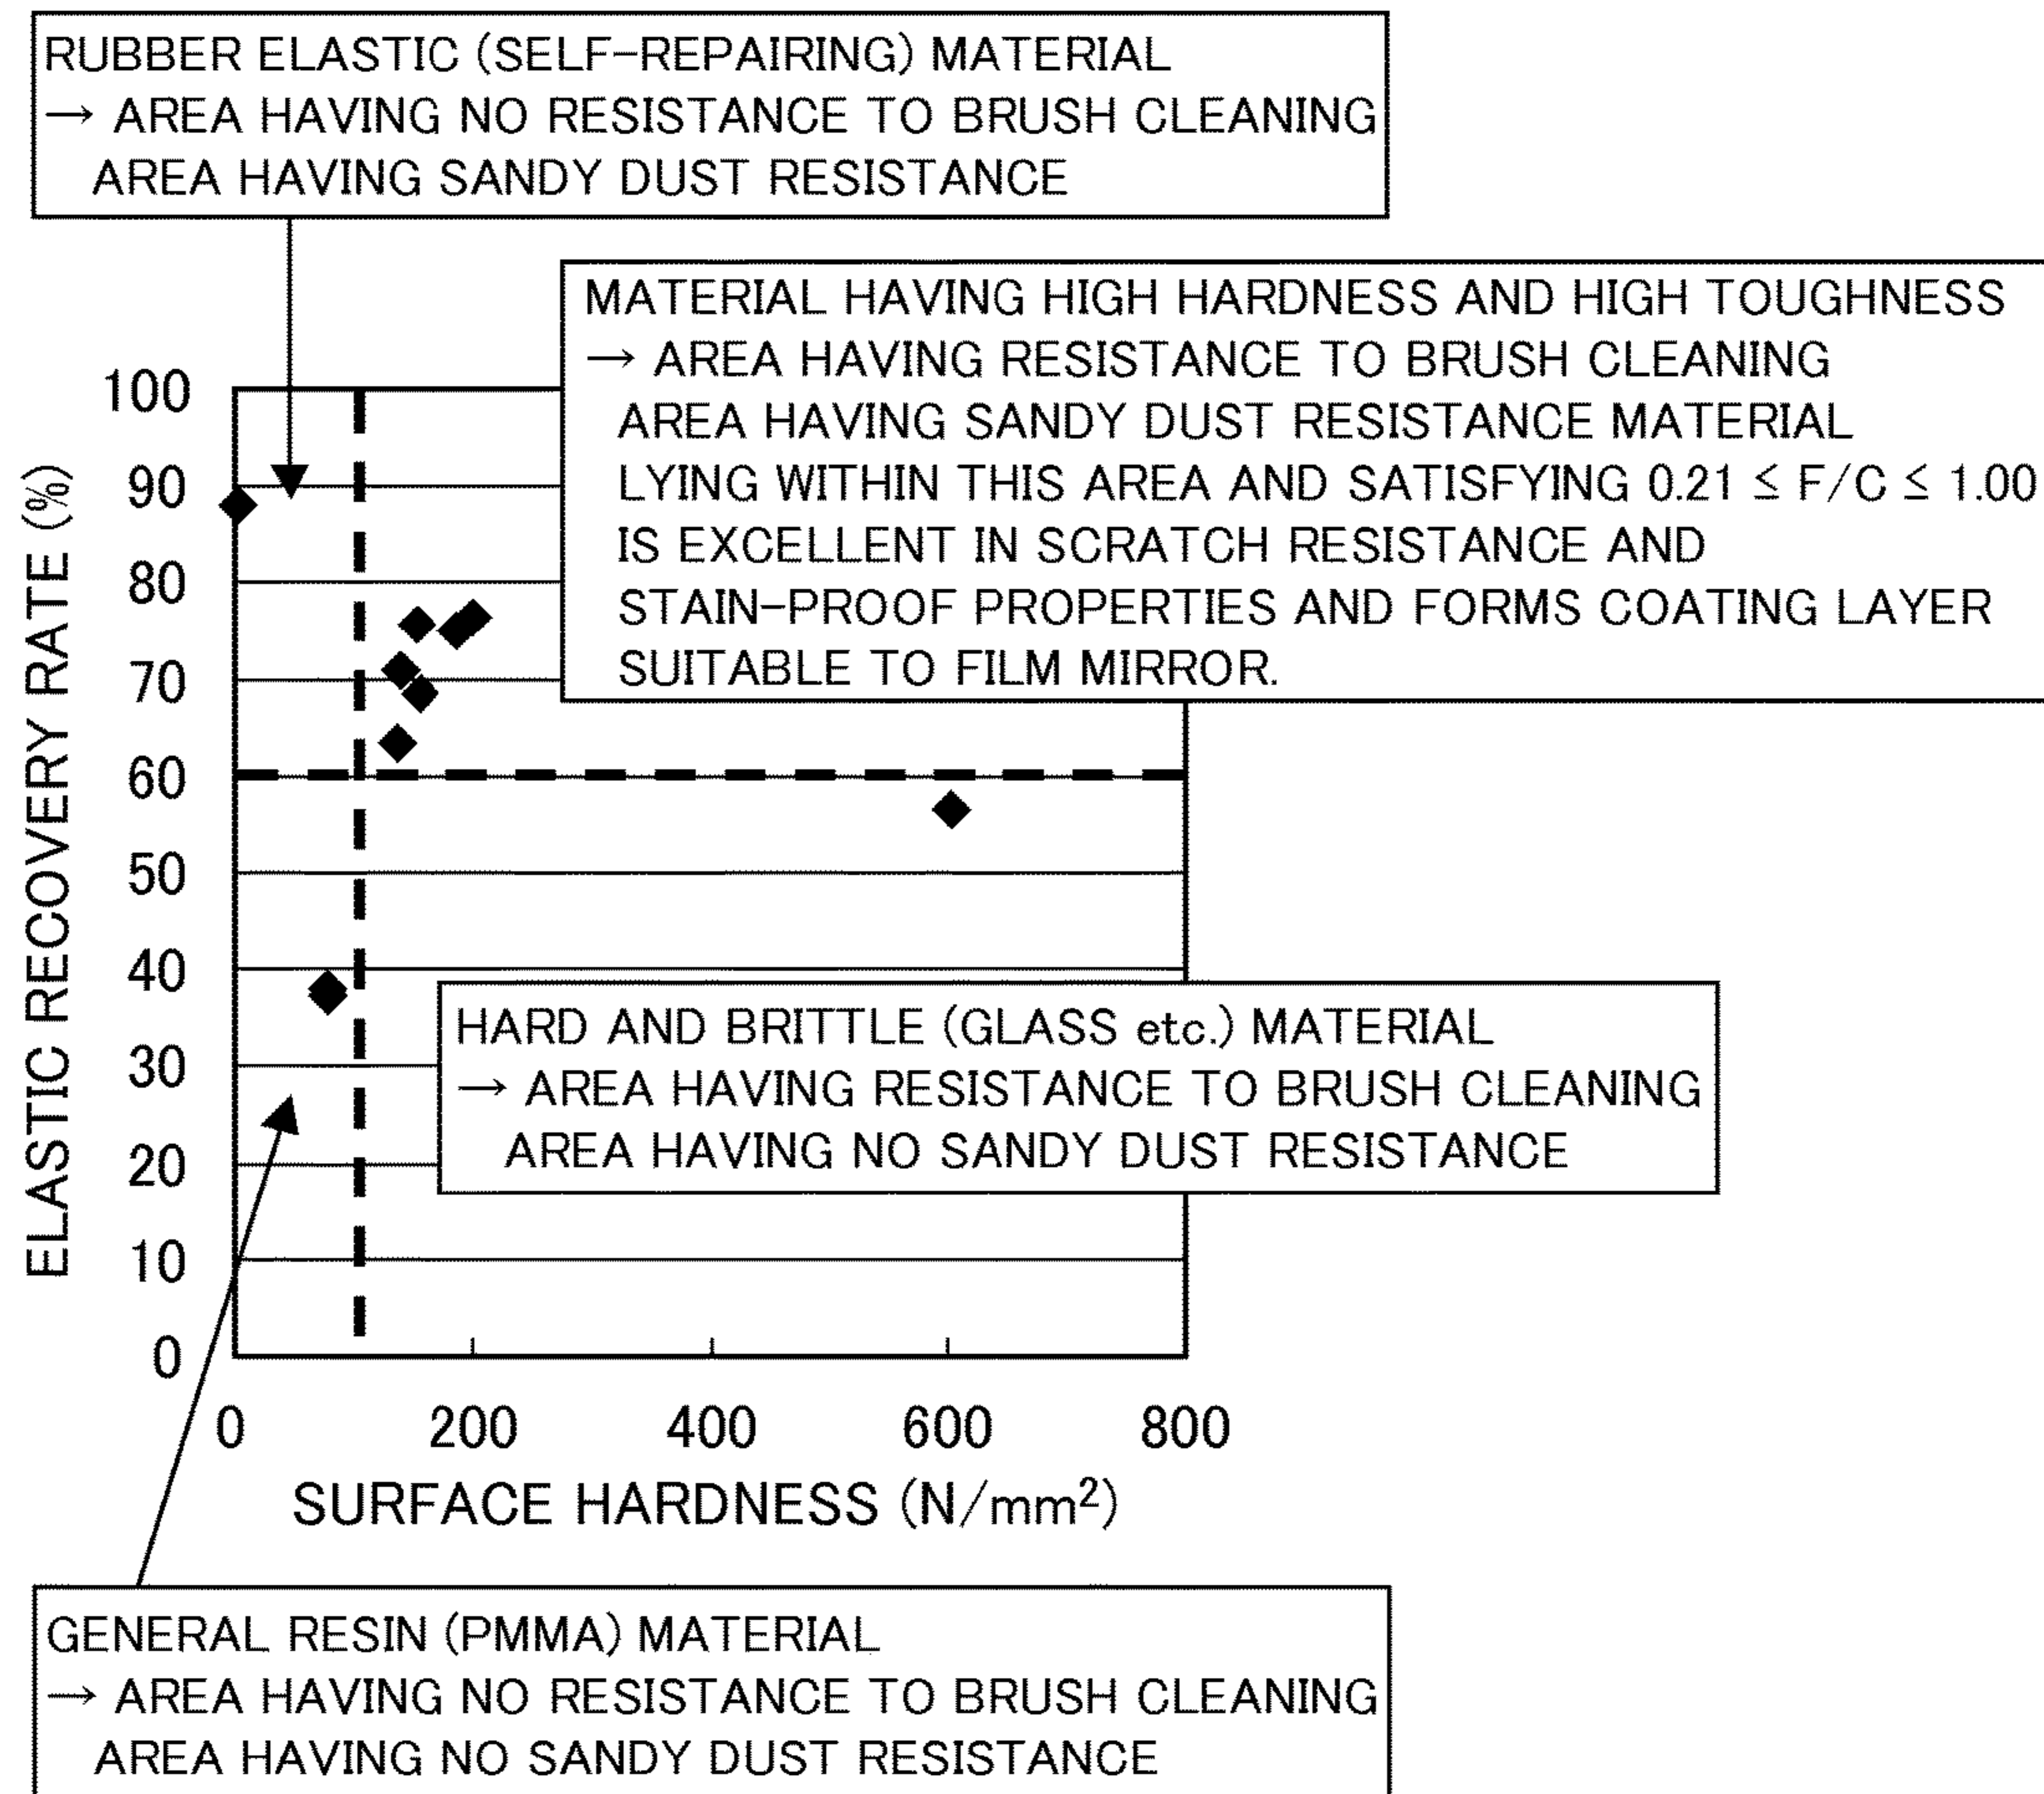 RUBBER ELASTIC (SELF-REPAIRING) MATERIAL
→ AREA HAVING NO RESISTANCE TO BRUSH CLEANING
AREA HAVING SANDY DUST RESISTANCE
MATERIAL HAVING HIGH HARDNESS AND HIGH TOUGHNESS
→ AREA HAVING RESISTANCE TO BRUSH CLEANING
AREA HAVING SANDY DUST RESISTANCE MATERIAL
LYING WITHIN THIS AREA AND SATISFYING 0.21 ≦ F/C ≦ 1.00
IS EXCELLENT IN SCRATCH RESISTANCE AND
STAIN-PROOF PROPERTIES AND FORMS COATING LAYER
SUITABLE TO FILM MIRROR.
ELASTIC RECOVERY RATE (%)
100
90
80
70
60
50
40
30
20
10
0
HARD AND BRITTLE (GLASS etc.) MATERIAL
→ AREA HAVING RESISTANCE TO BRUSH CLEANING
AREA HAVING NO SANDY DUST RESISTANCE
0 200 400 600 800
SURFACE HARDNESS (N/mm²)
GENERAL RESIN (PMMA) MATERIAL
→ AREA HAVING NO RESISTANCE TO BRUSH CLEANING
AREA HAVING NO SANDY DUST RESISTANCE